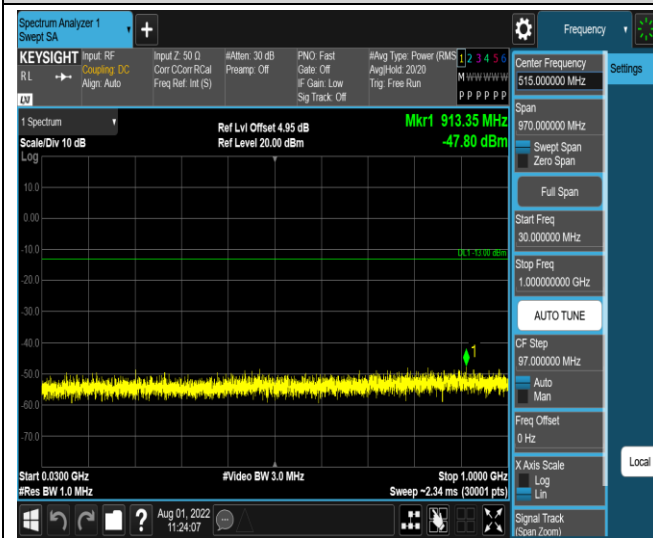 Spectrum Analyzer 1
Swept SA
Frequency
KEYSIGHT
RL
LXI
Input: RF
Coupling: DC
Align: Auto
Input Z: 50 Ω
Corr CCorr RCal
Freq Ref: Int (S)
#Atten: 30 dB
Preamp: Off
PNO: Fast
Gate: Off
IF Gain: Low
Sig Track: Off
#Avg Type: Power (RMS
Avg|Hold: 20/20
Trig: Free Run
1 2 3 4 5 6
M W W W W W
P P P P P P
1 Spectrum
Scale/Div 10 dB
Log
Ref Lvl Offset 4.95 dB
Ref Level 20.00 dBm
Mkr1 913.35 MHz
-47.80 dBm
10.0
0.00
-10.0
DL1 -13.00 dBm
-20.0
-30.0
-40.0
1
-50.0
-60.0
-70.0
Start 0.0300 GHz
#Res BW 1.0 MHz
#Video BW 3.0 MHz
Stop 1.0000 GHz
Sweep ~2.34 ms (30001 pts)
Aug 01, 2022
11:24:07
?
Center Frequency
515.000000 MHz
Span
970.000000 MHz
Swept Span
Zero Span
Full Span
Start Freq
30.000000 MHz
Stop Freq
1.000000000 GHz
AUTO TUNE
CF Step
97.000000 MHz
Auto
Man
Freq Offset
0 Hz
X Axis Scale
Log
Lin
Signal Track
(Span Zoom)
Settings
Local